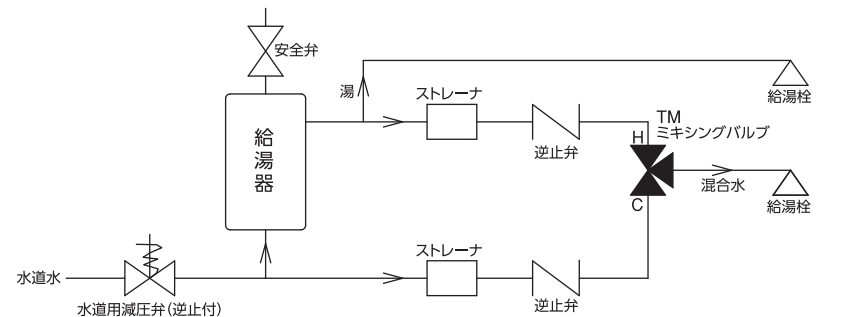 安全弁
湯
ストレーナ
給湯栓
TM
ミキシングバルブ
逆止弁
H
給湯器
混合水
C
給湯栓
ストレーナ
水道水
逆止弁
水道用減圧弁(逆止付)